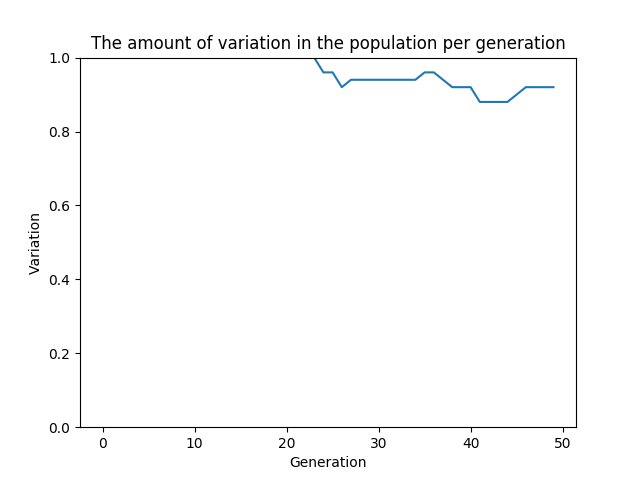 The amount of variation in the population per generation
1.0
0.8
0.6
0.4
0.2
0.0
Variation
0 10 20 30 40 50
Generation